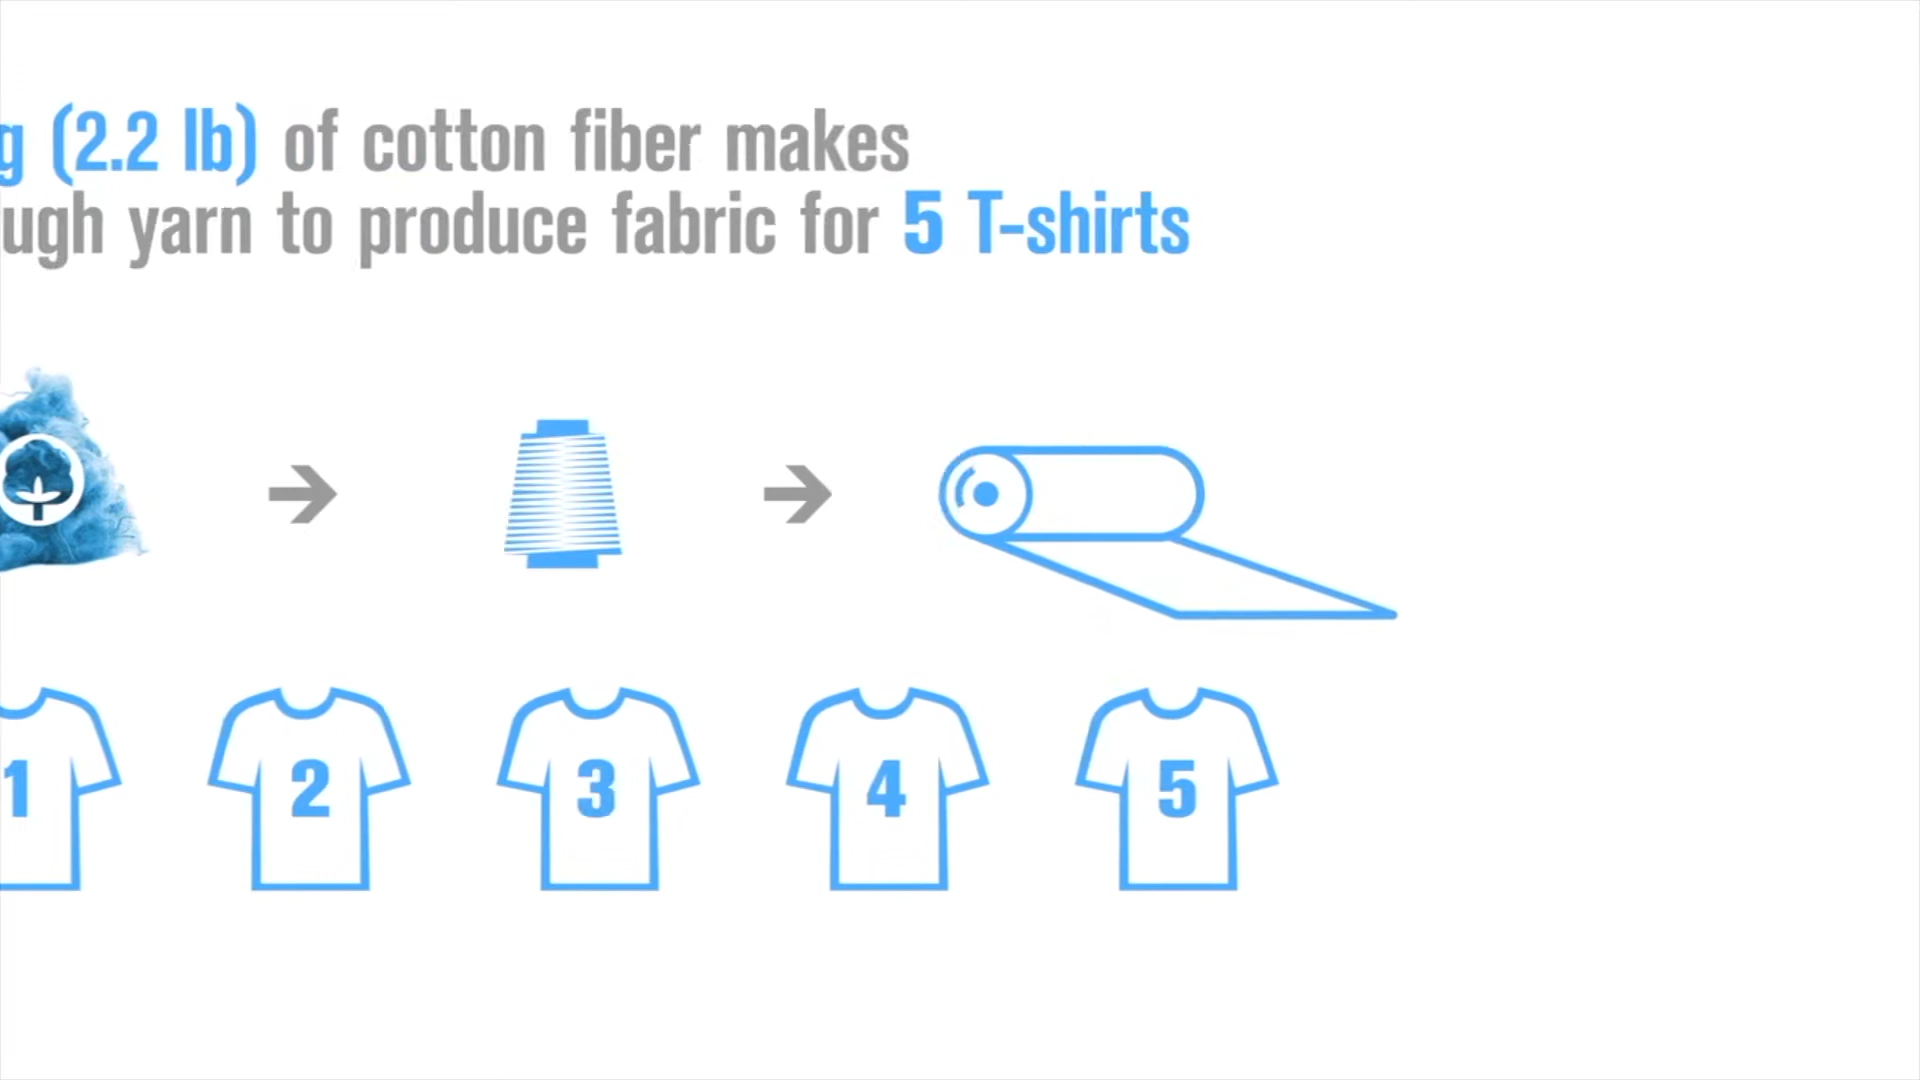 g (2.2 lb) of cotton fiber makes
ugh yarn to produce fabric for 5 T-shirts
1 2 3 4 5